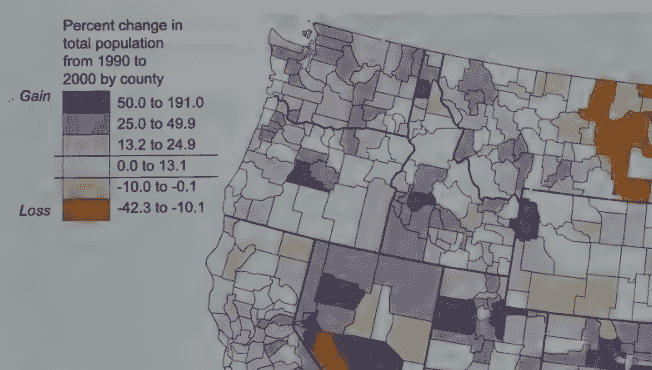 Percent change in
total population
from 1990 to
2000 by county
Gain
50.0 to 191.0
25.0 to 49.9
13.2 to 24.9
0.0 to 13.1
-10.0 to -0.1
Loss
-42.3 to -10.1